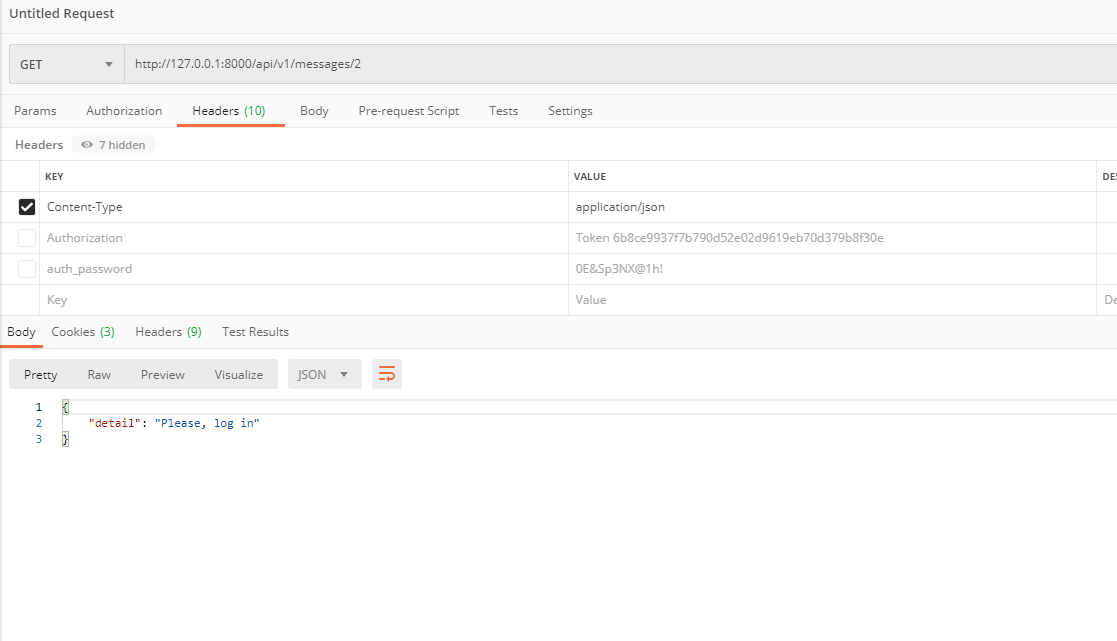 Untitled Request
GET http://127.0.0.1:8000/api/v1/messages/2
Params Authorization Headers (10) Body Pre-request Script Tests Settings
Headers 7 hidden
KEY VALUE DES
Content-Type application/json
Authorization Token 6b8ce9937f7b790d52e02d9619eb70d379b8f30e
auth_password 0E&Sp3NX@1h!
Key Value De
Body Cookies (3) Headers (9) Test Results
Pretty Raw Preview Visualize JSON
1 {
2 "detail": "Please, log in"
3 }